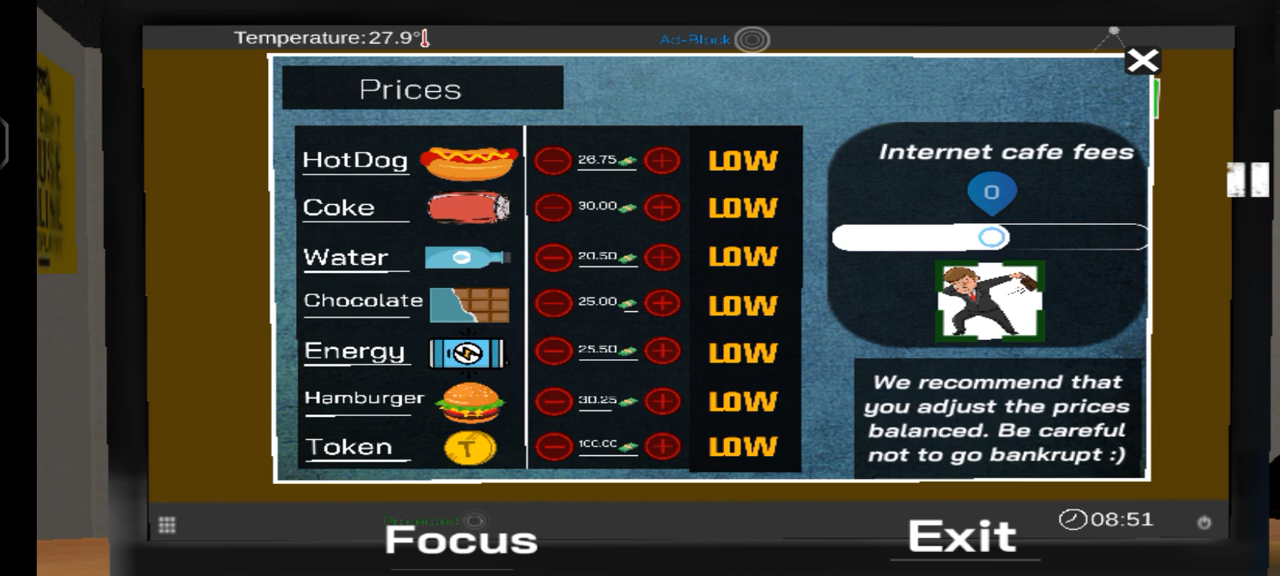 Temperature: 27.9°
Ad-Block
Prices
HotDog 26.75 LOW
Coke 30.00 LOW
Water 20.50 LOW
Chocolate 25.00 LOW
Energy 25.50 LOW
Hamburger 30.25 LOW
Token T 100.00 LOW
Internet cafe fees
0
We recommend that
you adjust the prices
balanced. Be careful
not to go bankrupt :)
08:51
Focus
Exit